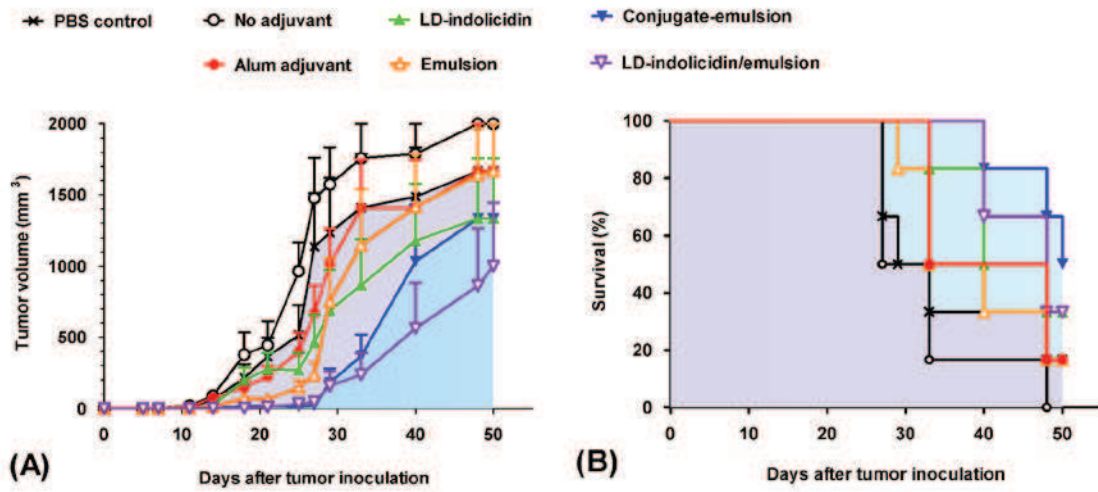 PBS control No adjuvant LD-indolicidin Conjugate-emulsion
Alum adjuvant Emulsion LD-indolicidin/emulsion
Tumor volume (mm³)
2000
1500
1000
500
0
0 10 20 30 40 50
Days after tumor inoculation
(A)
Survival (%)
100
80
60
40
20
0
0 10 20 30 40 50
Days after tumor inoculation
(B)